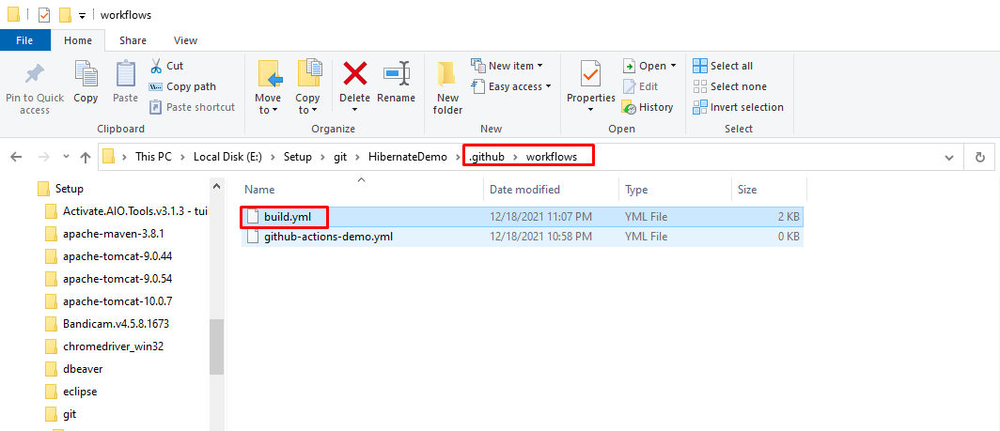 workflows
File Home Share View
Pin to Quick access
Copy
Paste
Cut
Copy path
Paste shortcut
Clipboard
Move to
Copy to
Delete
Rename
Organize
New folder
New item
Easy access
New
Properties
Open
Edit
History
Open
Select all
Select none
Invert selection
Select
This PC > Local Disk (E:) > Setup > git > HibernateDemo > .github > workflows
Setup
Activate.AIO.Tools.v3.1.3 - tui
apache-maven-3.8.1
apache-tomcat-9.0.44
apache-tomcat-9.0.54
apache-tomcat-10.0.7
Bandicam.v4.5.8.1673
chromedriver_win32
dbeaver
eclipse
git
Name Date modified Type Size
build.yml 12/18/2021 11:07 PM YML File 2 KB
github-actions-demo.yml 12/18/2021 10:58 PM YML File 0 KB